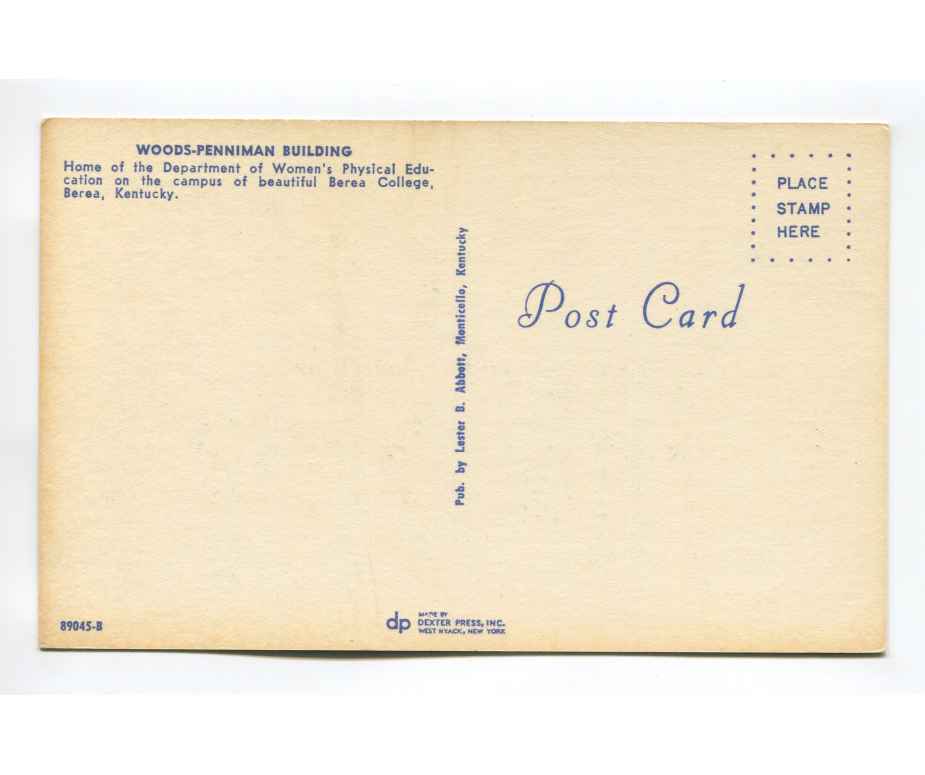 WOODS-PENNIMAN BUILDING
Home of the Department of Women's Physical Edu-
cation on the campus of beautiful Berea College,
Berea, Kentucky.
PLACE
STAMP
HERE
Post Card
Pub. by Lester B. Abbott, Monticello, Kentucky
89045-B
dp
MADE BY
DEXTER PRESS, INC.
WEST NYACK, NEW YORK